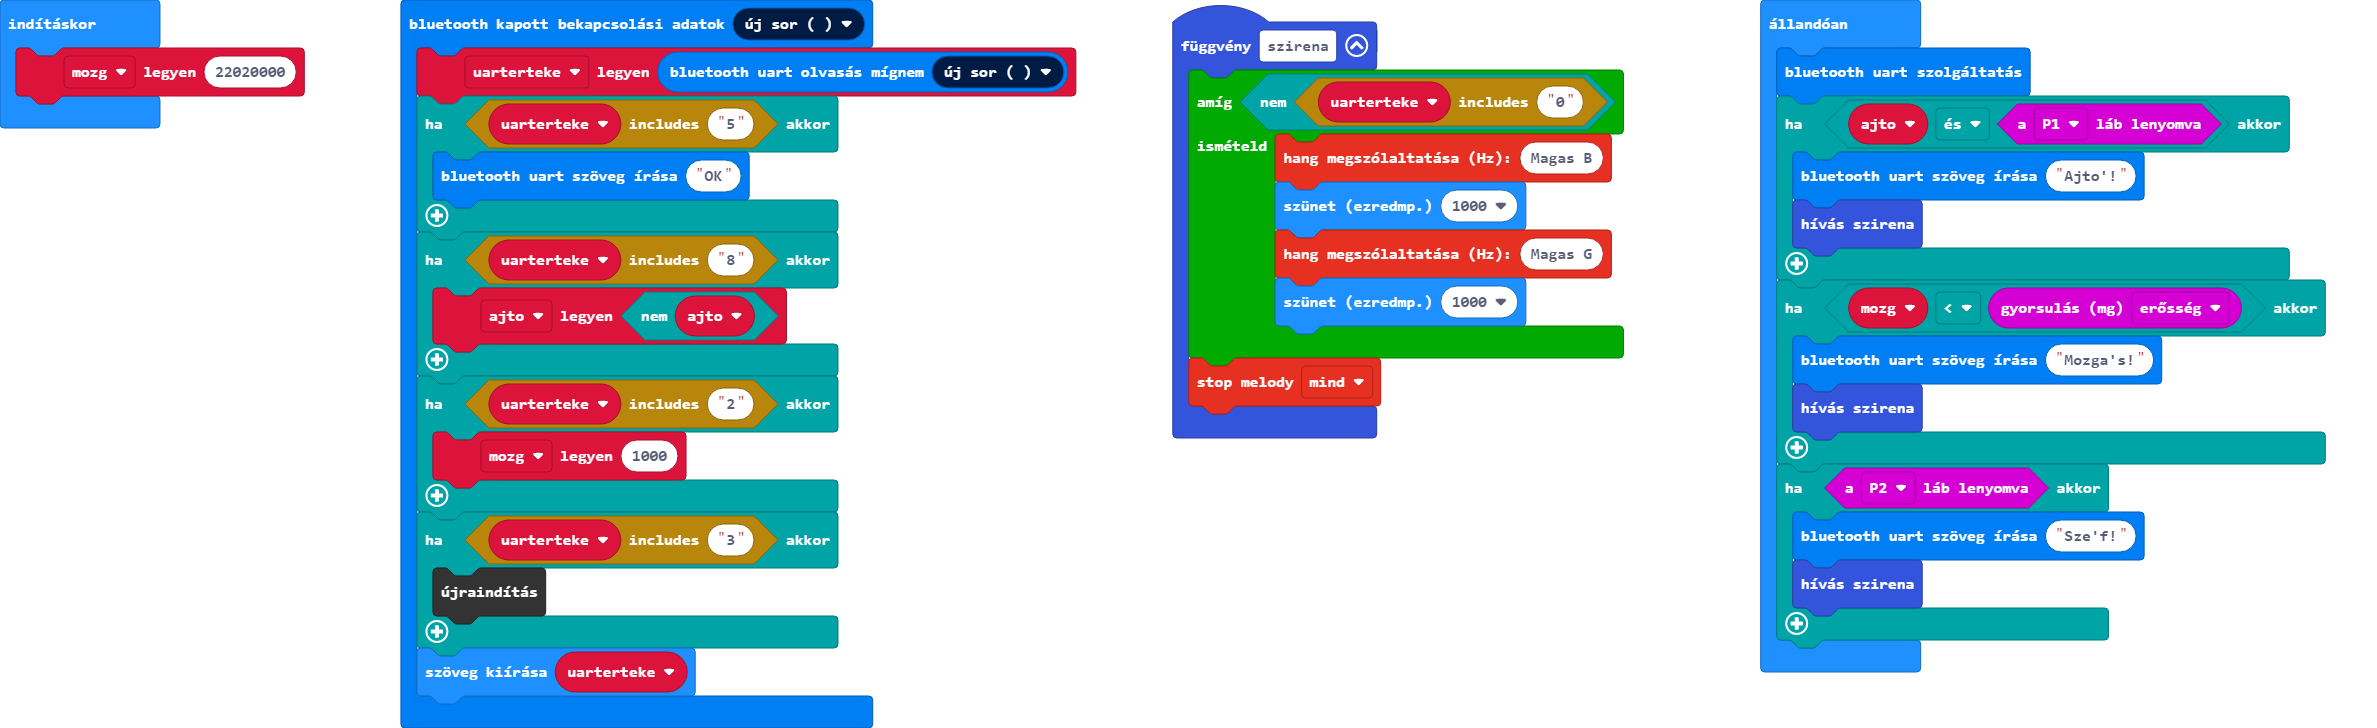 indításkor
mozg legyen 22020000
bluetooth kapott bekapcsolási adatok új sor ( )
uarterteke legyen bluetooth uart olvasás mígnem új sor ( )
ha uarterteke includes "5" akkor
bluetooth uart szöveg írása "OK"
ha uarterteke includes "8" akkor
ajto legyen nem ajto
ha uarterteke includes "2" akkor
mozg legyen 1000
ha uarterteke includes "3" akkor
újraindítás
szöveg kiírása uarterteke
függvény szirena
amíg nem uarterteke includes "0"
ismételd
hang megszólaltatása (Hz): Magas B
szünet (ezredmp.) 1000
hang megszólaltatása (Hz): Magas G
szünet (ezredmp.) 1000
stop melody mind
állandóan
bluetooth uart szolgáltatás
ha ajto és a P1 láb lenyomva akkor
bluetooth uart szöveg írása "Ajto'!"
hívás szirena
ha mozg < gyorsulás (mg) erősség akkor
bluetooth uart szöveg írása "Mozga's!"
hívás szirena
ha a P2 láb lenyomva akkor
bluetooth uart szöveg írása "Sze'f!"
hívás szirena